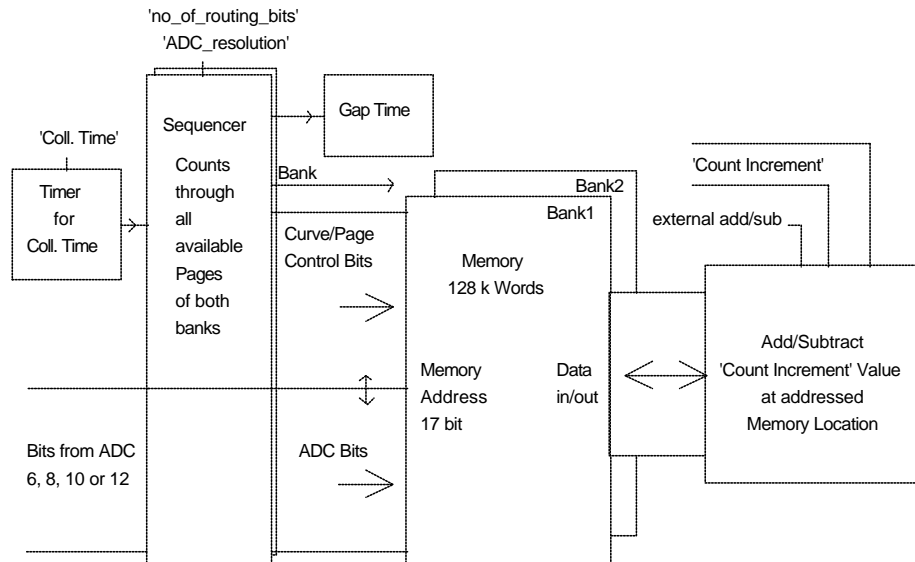 'no_of_routing_bits'
'ADC_resolution'
'Coll. Time'
Timer
for
Coll. Time
Sequencer
Counts
through
all
available
Pages
of both
banks
Gap Time
Bank
Curve/Page
Control Bits
Bank2
Bank1
Memory
128 k Words
Memory
Address
17 bit
Data
in/out
'Count Increment'
external add/sub
Add/Subtract
'Count Increment' Value
at addressed
Memory Location
Bits from ADC
6, 8, 10 or 12
ADC Bits